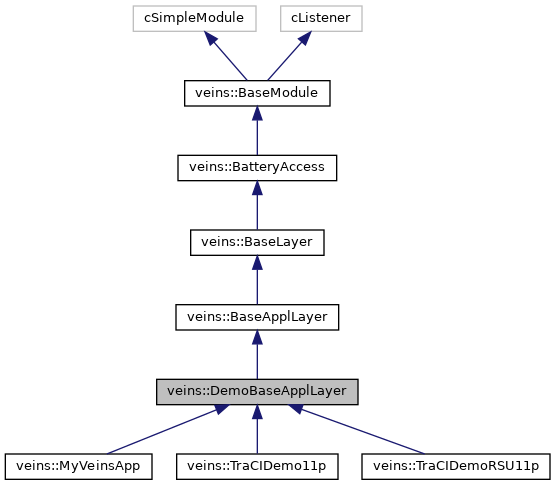 cSimpleModule
cListener
veins::BaseModule
veins::BatteryAccess
veins::BaseLayer
veins::BaseApplLayer
veins::DemoBaseApplLayer
veins::MyVeinsApp
veins::TraCIDemo11p
veins::TraCIDemoRSU11p